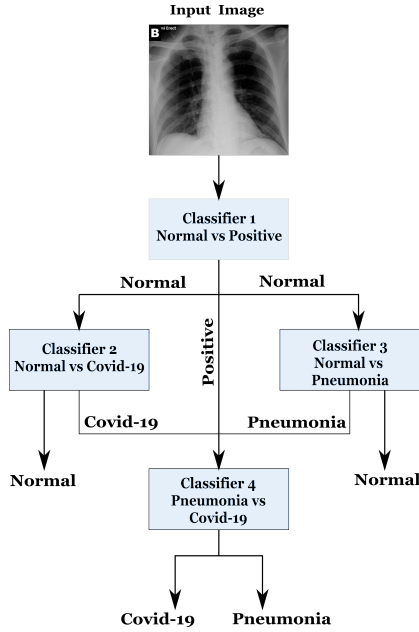 Input Image
B
Classifier 1
Normal vs Positive
Normal
Normal
Classifier 2
Normal vs Covid-19
Positive
Classifier 3
Normal vs
Pneumonia
Covid-19
Pneumonia
Normal
Classifier 4
Pneumonia vs
Covid-19
Normal
Covid-19
Pneumonia